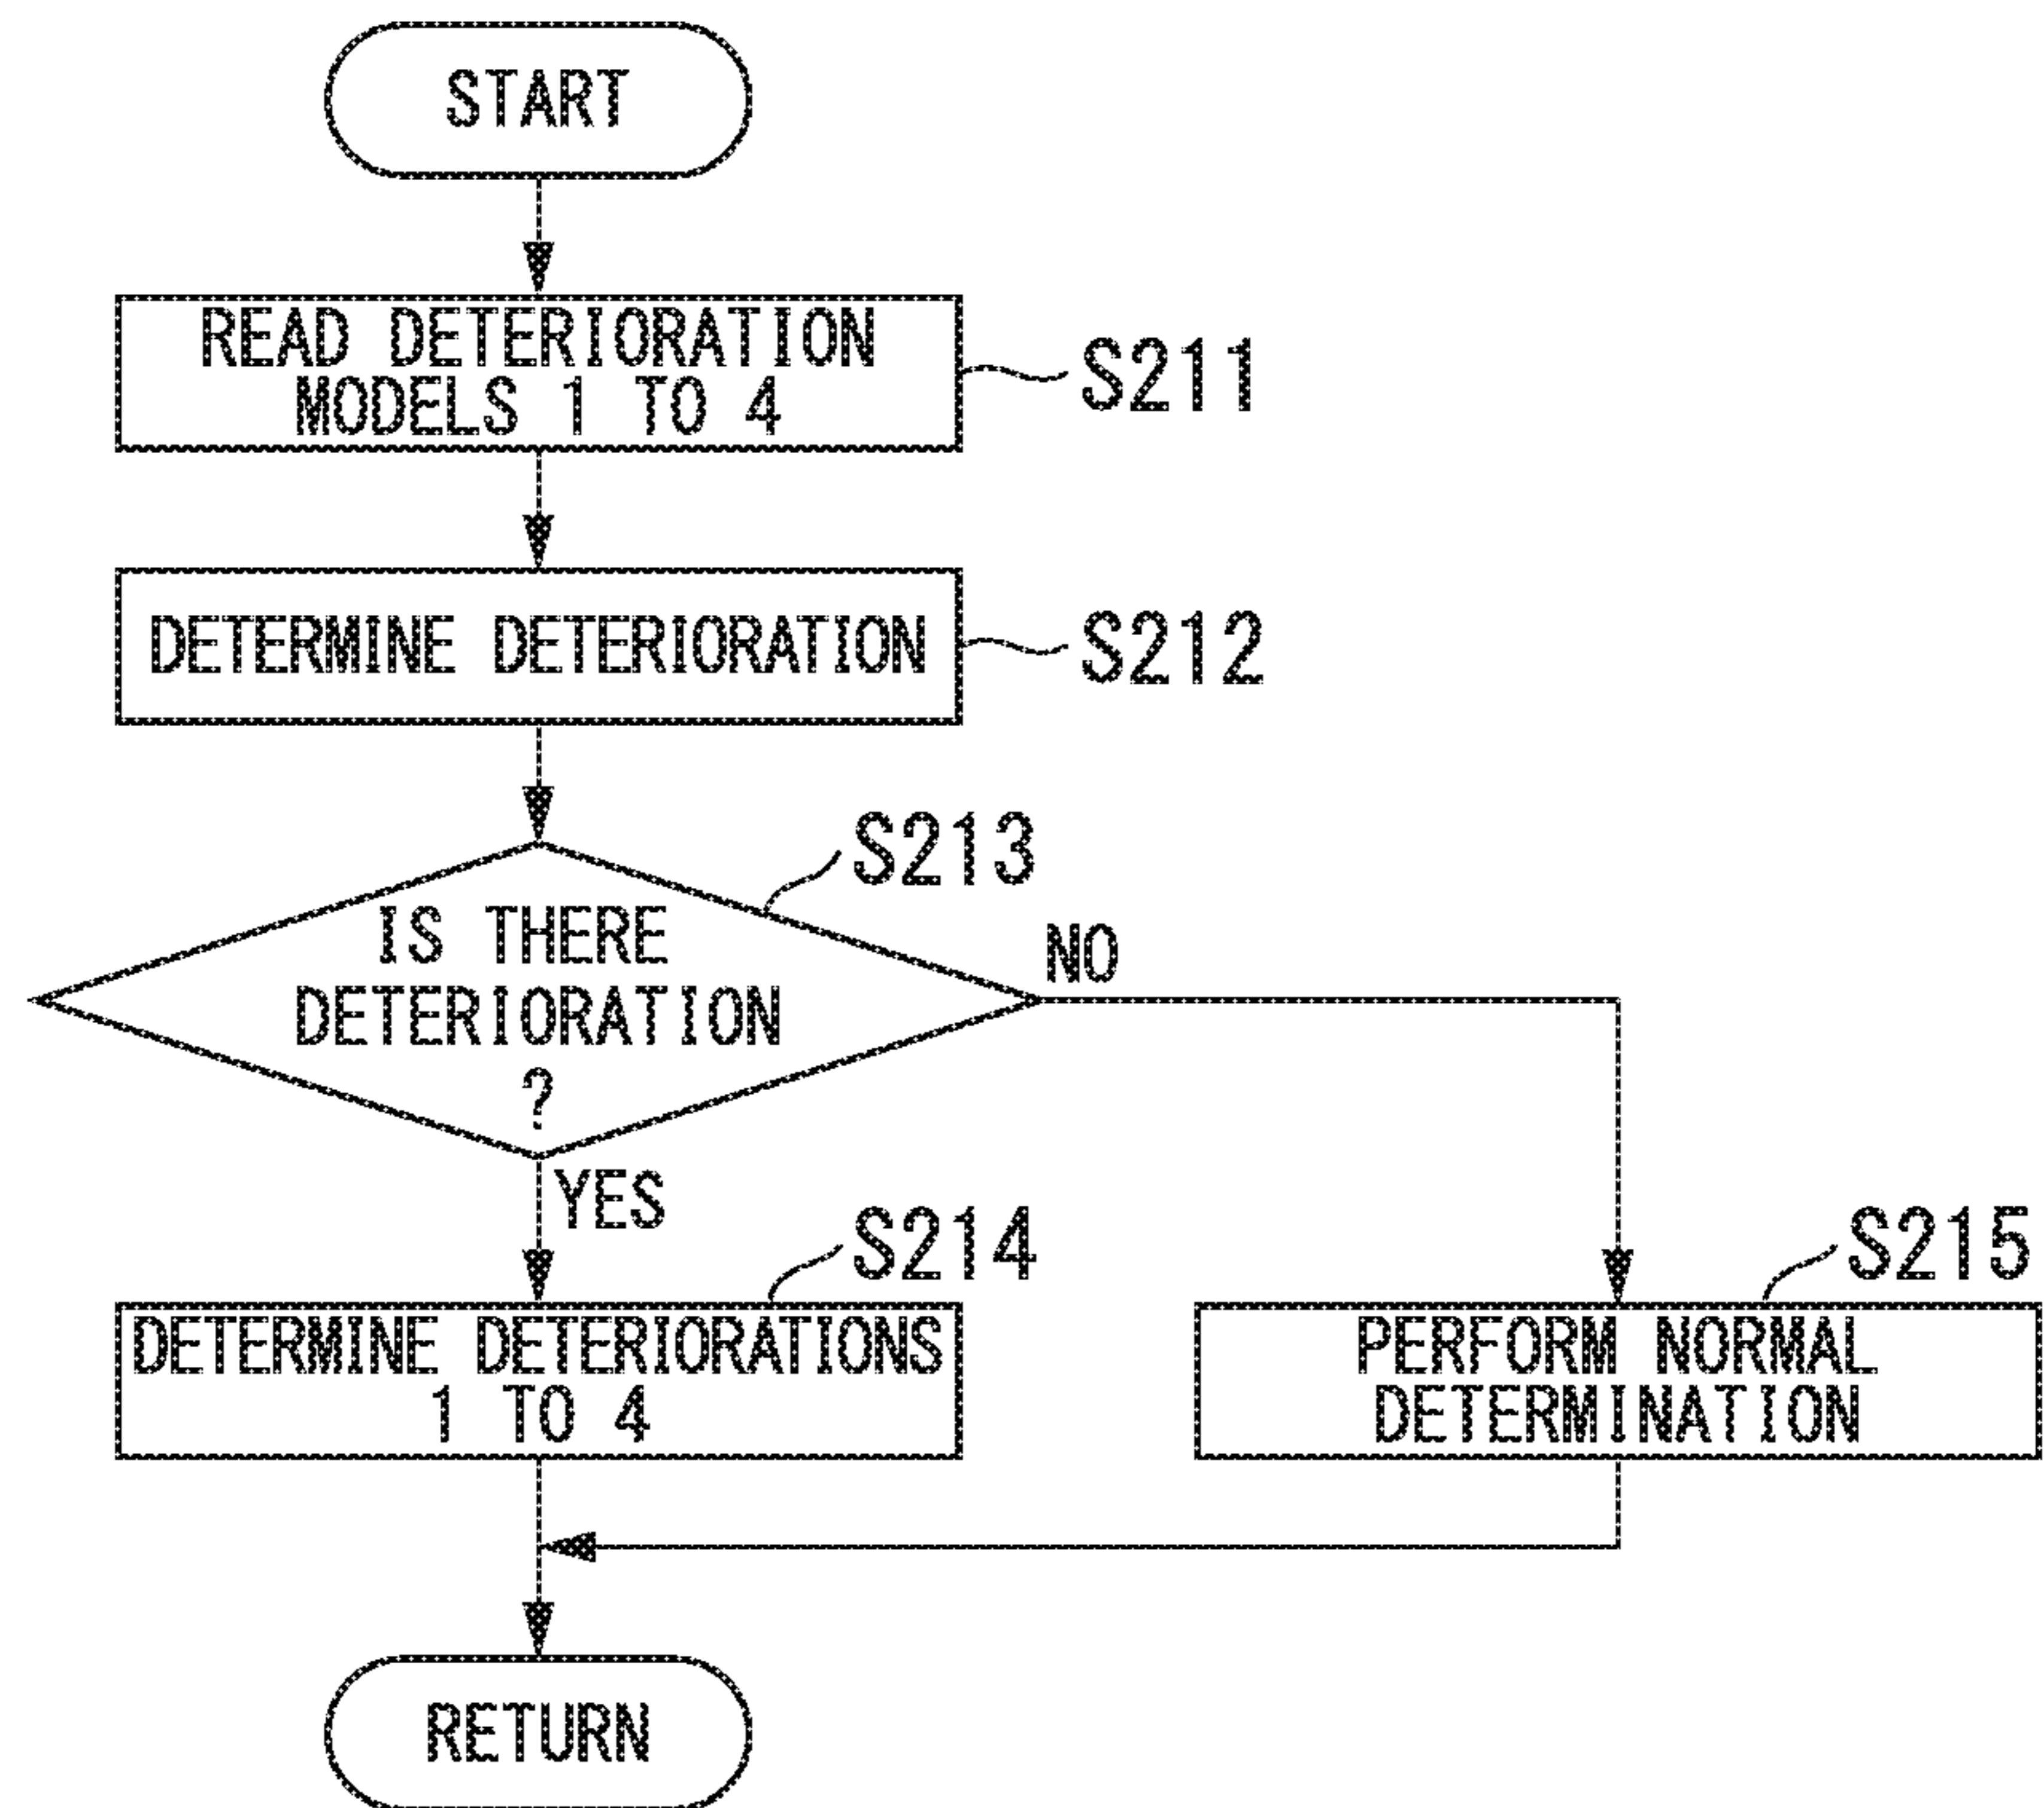 START
READ DETERIORATION
MODELS 1 TO 4
S211
DETERMINE DETERIORATION
S212
S213
IS THERE
DETERIORATION
?
NO
YES
S214
DETERMINE DETERIORATIONS
1 TO 4
S215
PERFORM NORMAL
DETERMINATION
RETURN